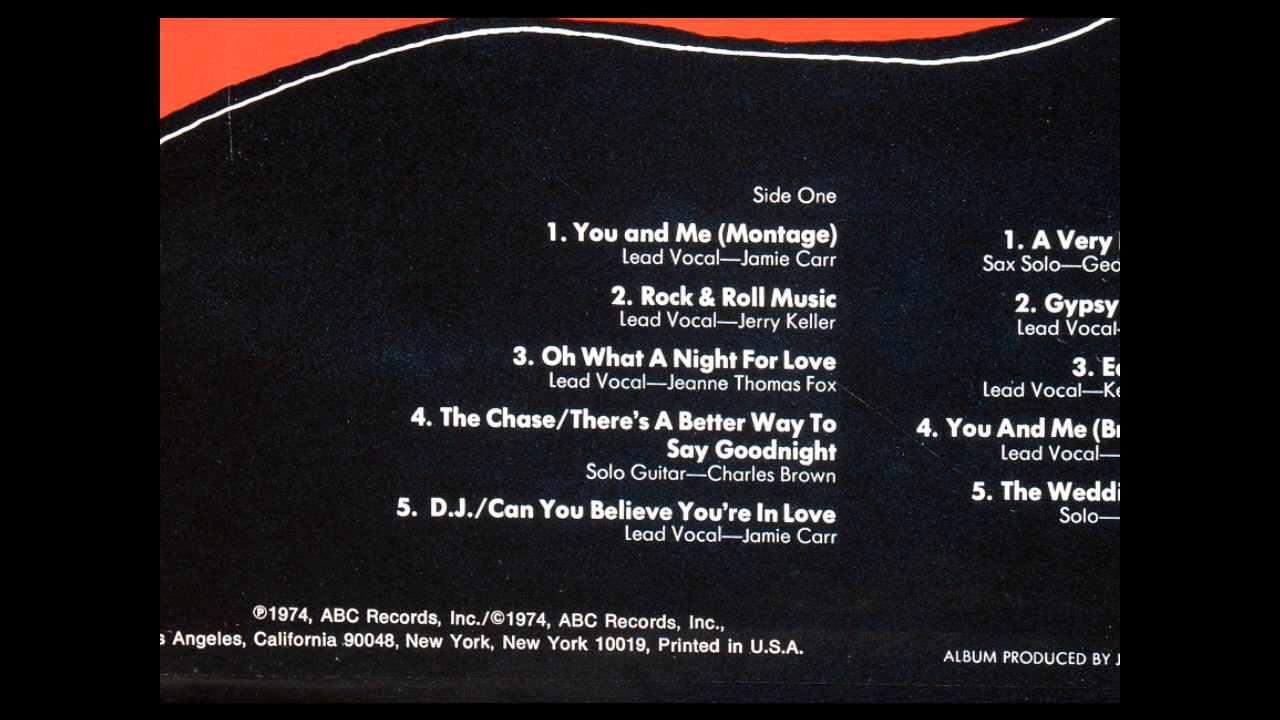 Side One
1. You and Me (Montage)
Lead Vocal—Jamie Carr
2. Rock & Roll Music
Lead Vocal—Jerry Keller
3. Oh What A Night For Love
Lead Vocal—Jeanne Thomas Fox
4. The Chase/There's A Better Way To
Say Goodnight
Solo Guitar—Charles Brown
5. D.J./Can You Believe You're In Love
Lead Vocal—Jamie Carr
1. A Very
Sax Solo—
2. Gypsy
Lead Vocal—
3.
Lead Vocal—
4. You And Me
Lead Vocal—
5. The
Solo—
℗1974, ABC Records, Inc./©1974, ABC Records, Inc.,
Angeles, California 90048, New York, New York 10019, Printed in U.S.A.
ALBUM PRODUCED BY